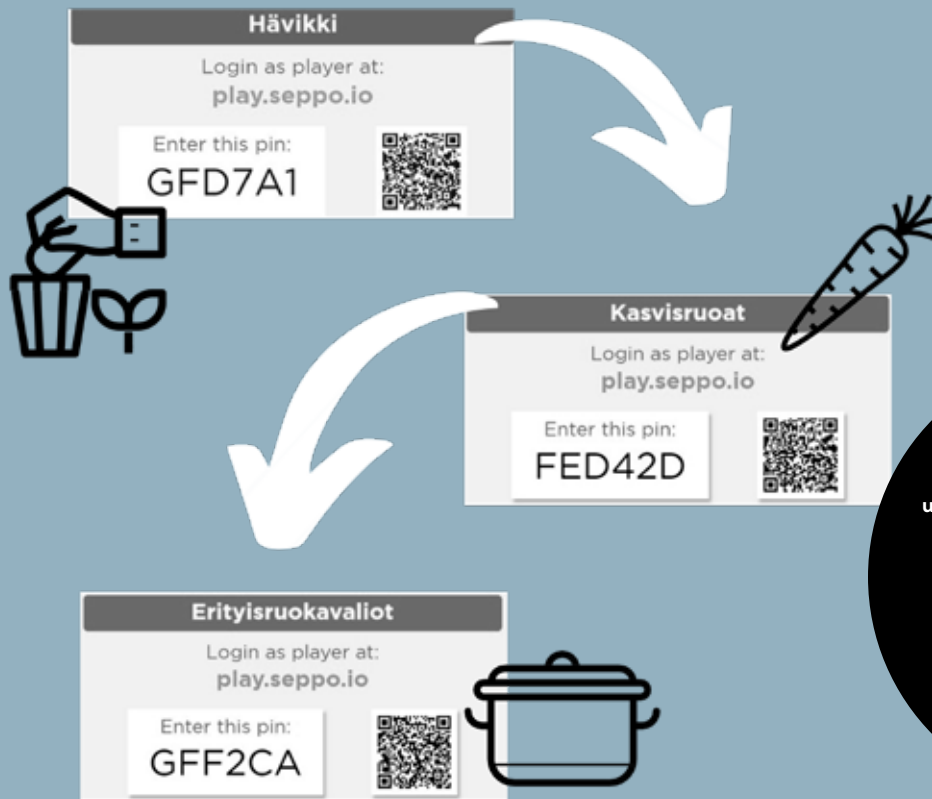 Hävikki
Login as player at:
play.seppo.io
Enter this pin:
GFD7A1
Kasvisruoat
Login as player at:
play.seppo.io
Enter this pin:
FED42D
Erityisruokavaliot
Login as player at:
play.seppo.io
Enter this pin:
GFF2CA